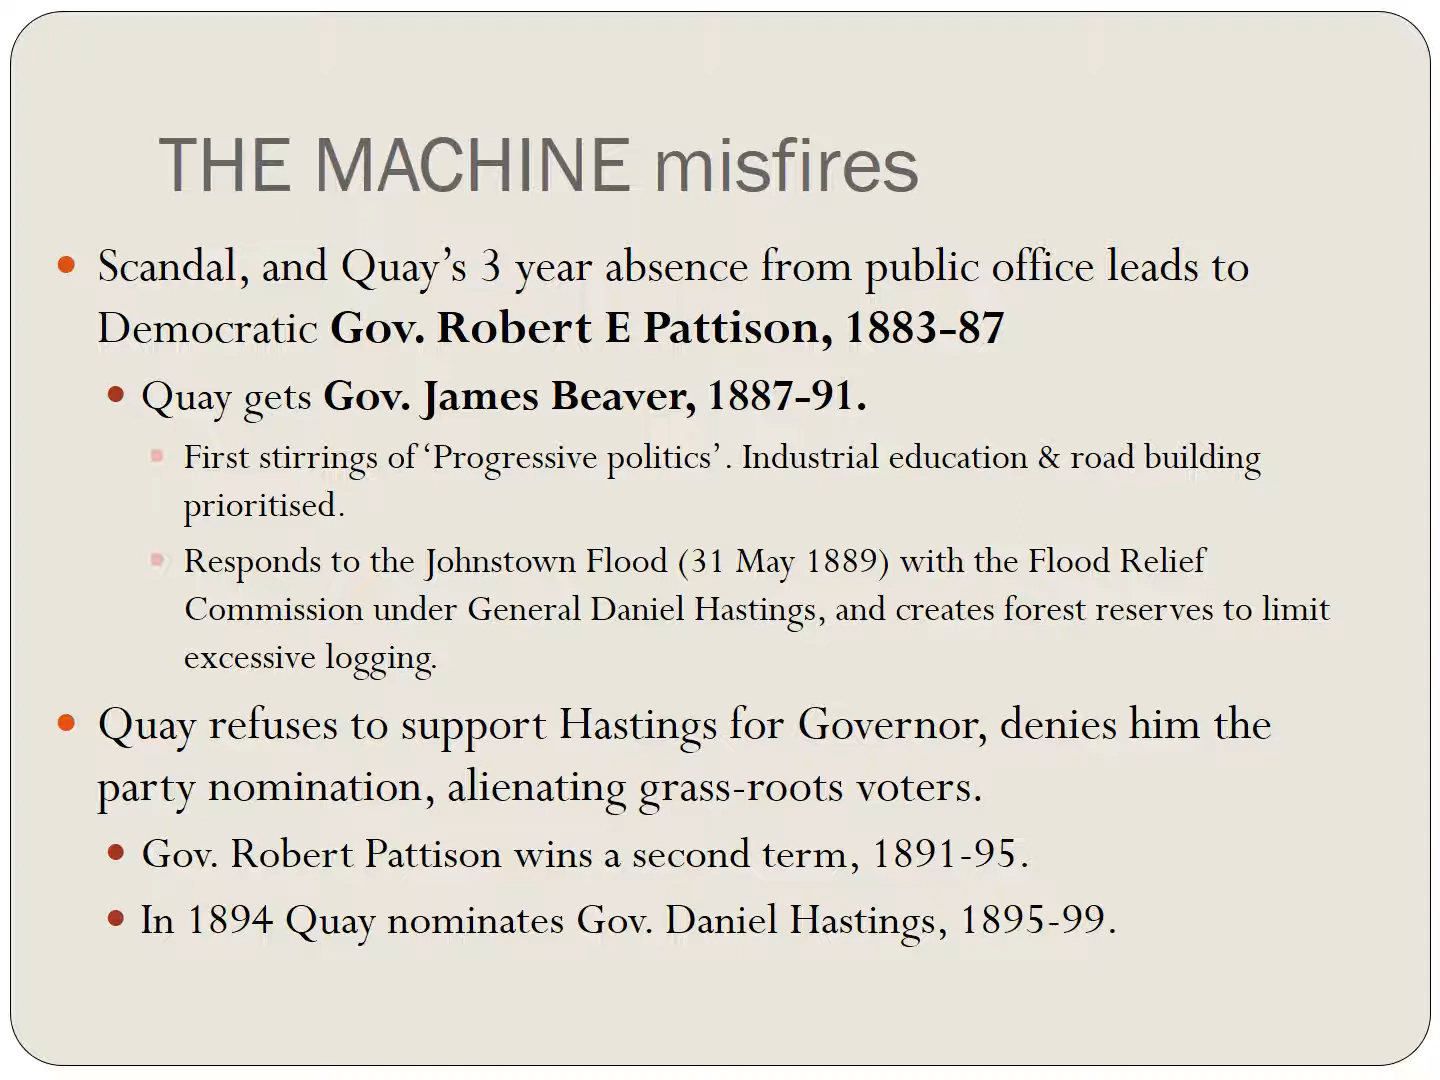 THE MACHINE misfires
Scandal, and Quay’s 3 year absence from public office leads to
Democratic Gov. Robert E Pattison, 1883-87
Quay gets Gov. James Beaver, 1887-91.
First stirrings of ‘Progressive politics’. Industrial education & road building
prioritised.
Responds to the Johnstown Flood (31 May 1889) with the Flood Relief
Commission under General Daniel Hastings, and creates forest reserves to limit
excessive logging.
Quay refuses to support Hastings for Governor, denies him the
party nomination, alienating grass-roots voters.
Gov. Robert Pattison wins a second term, 1891-95.
In 1894 Quay nominates Gov. Daniel Hastings, 1895-99.